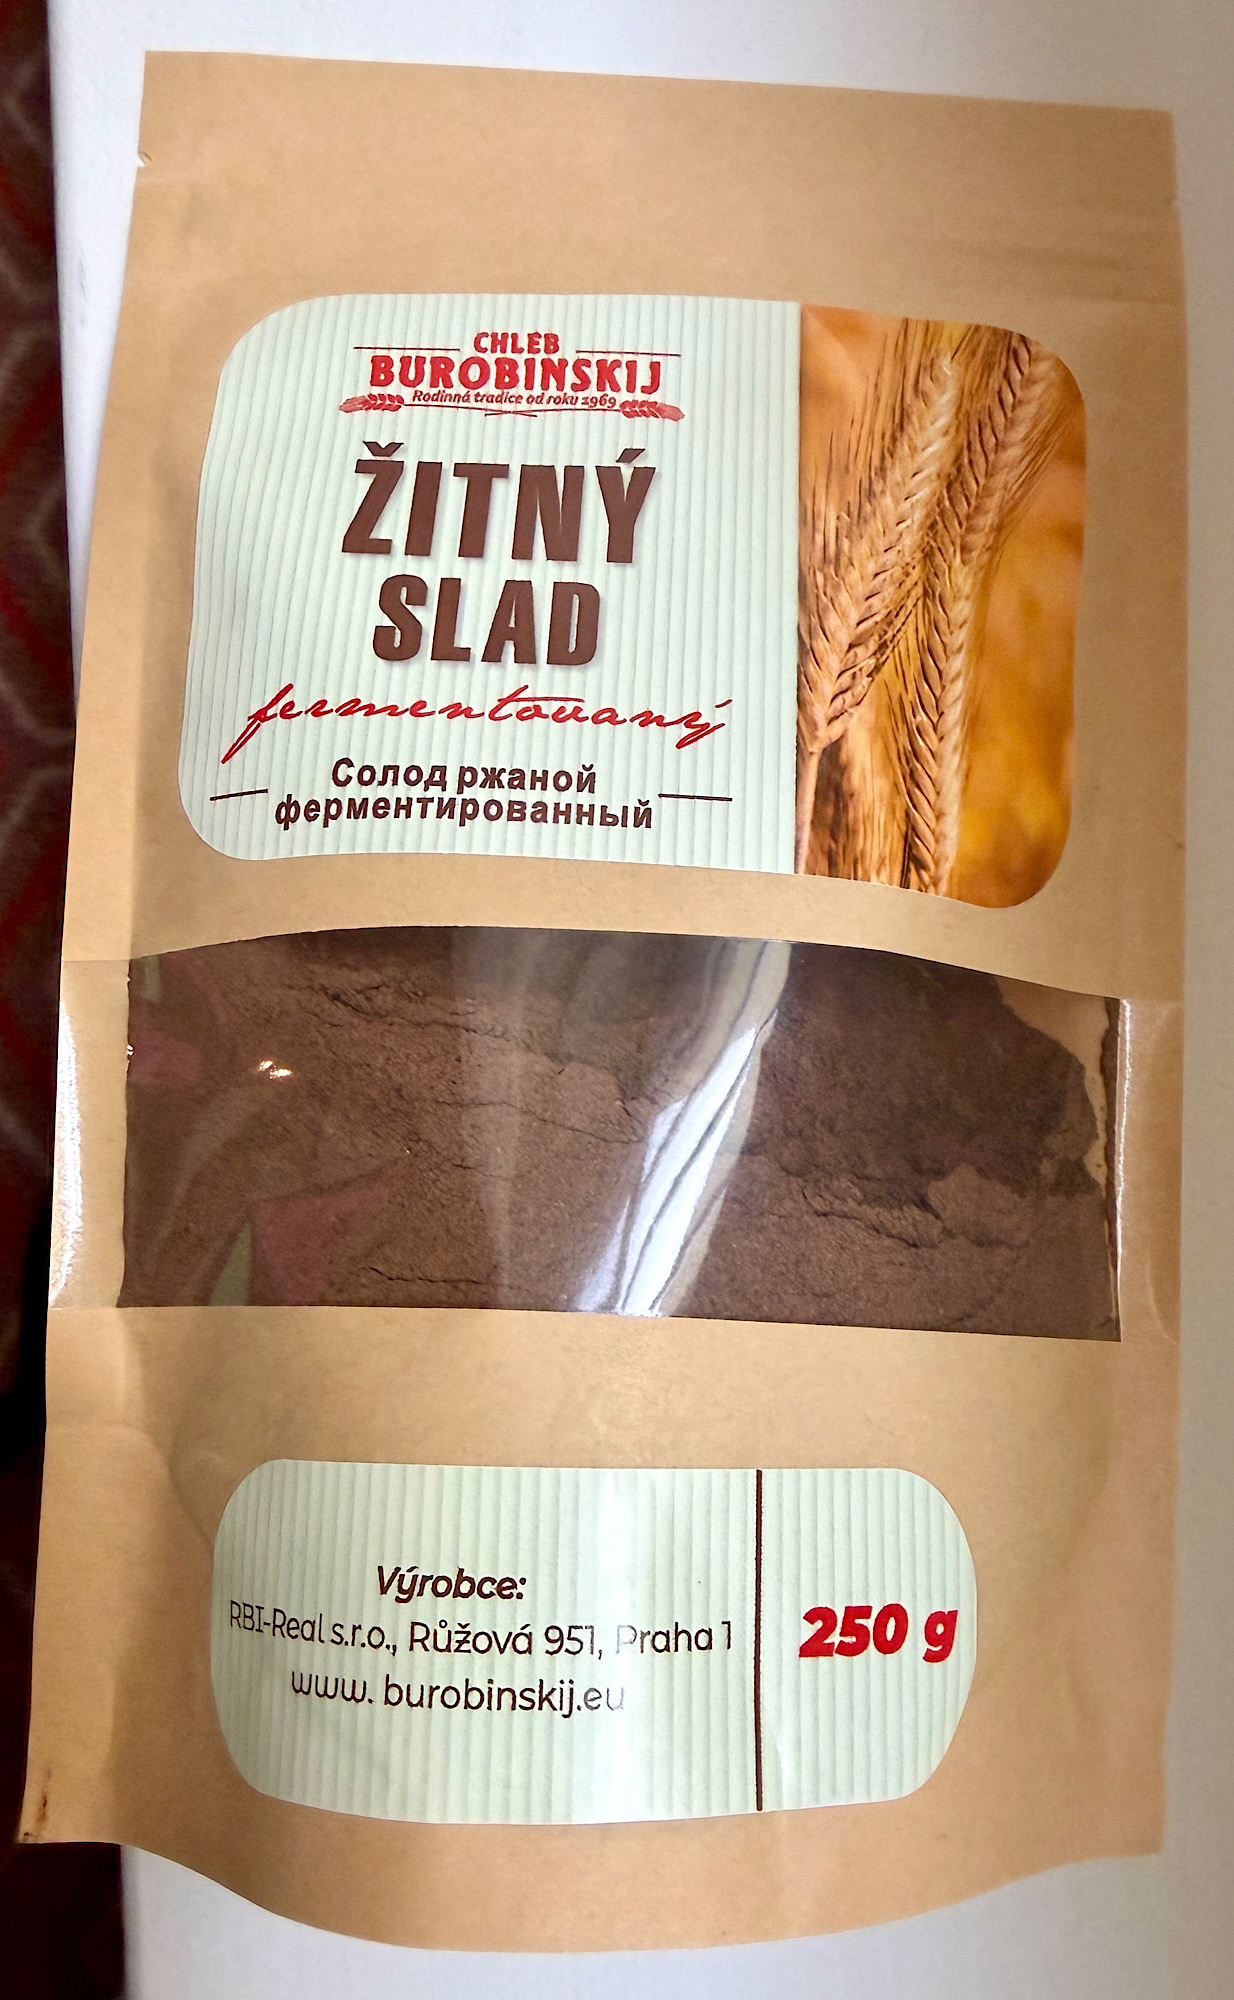 CHLÉB
BUROBINSKIJ
Rodinná tradice od roku 1969
ŽITNÝ
SLAD
fermentovaný
Солод ржаной
ферментированный
Výrobce:
RBI-Real s.r.o., Růžová 951, Praha 1
www. burobinskij.eu
250 g